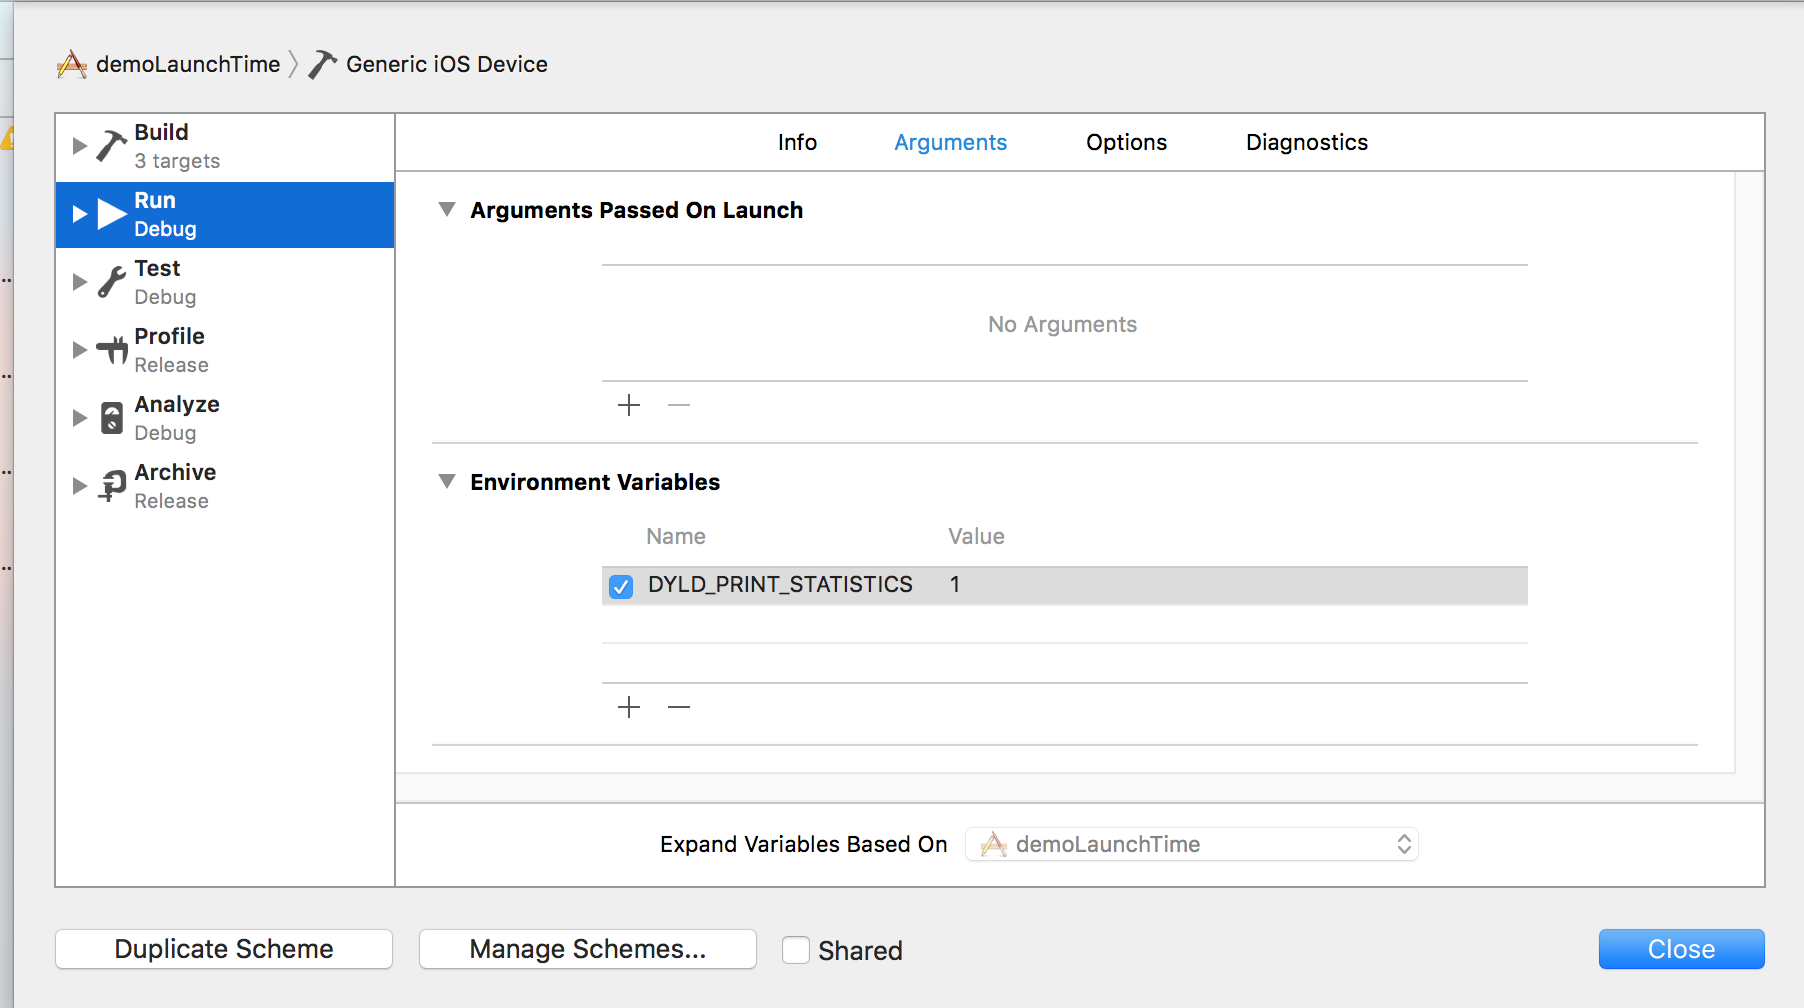 demoLaunchTime
Generic iOS Device
Build
3 targets
Run
Debug
Test
Debug
Profile
Release
Analyze
Debug
Archive
Release
Info Arguments Options Diagnostics
Arguments Passed On Launch
No Arguments
Environment Variables
Name Value
DYLD_PRINT_STATISTICS 1
Expand Variables Based On demoLaunchTime
Duplicate Scheme Manage Schemes... Shared Close